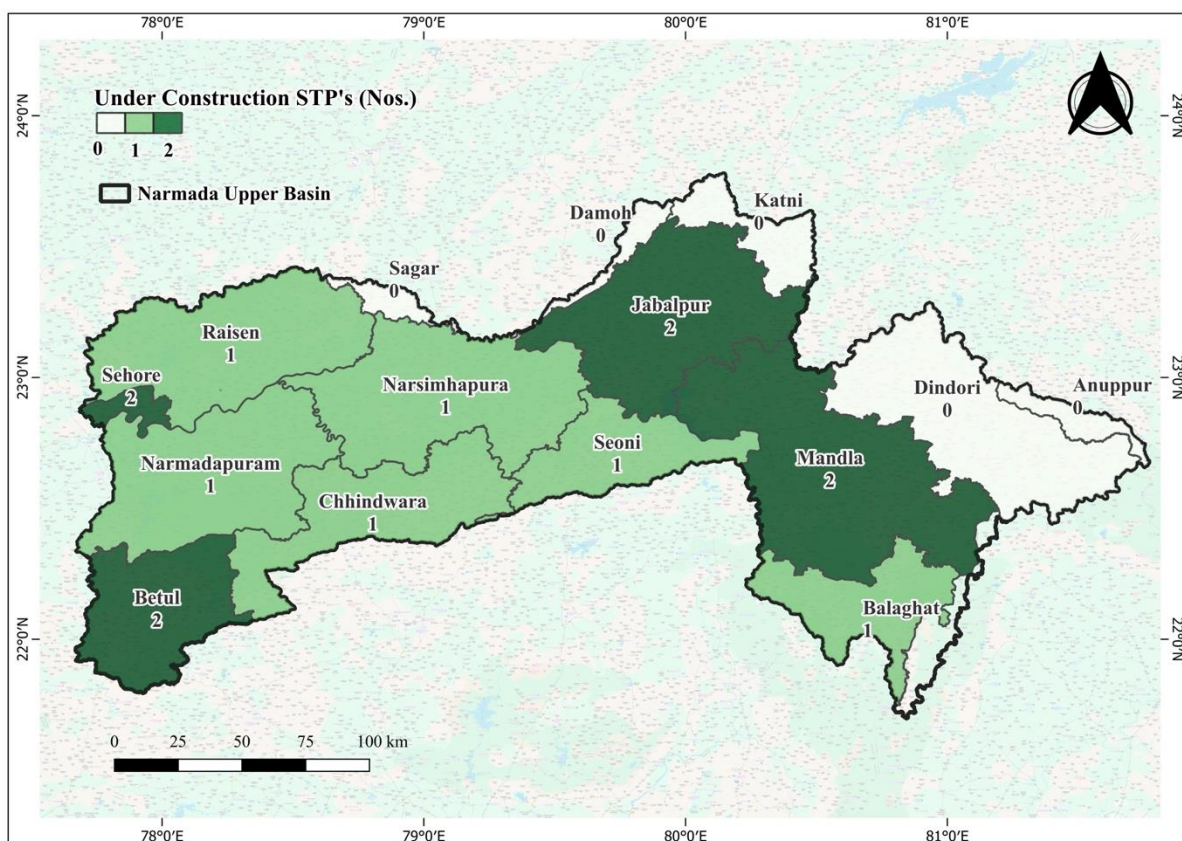 78°0′E 79°0′E 80°0′E 81°0′E
24°0′N 24°0′N
Under Construction STP's (Nos.)
0 1 2
Narmada Upper Basin
Katni
0
Damoh
0
Sagar
0
Jabalpur
2
Raisen
1
23°0′N 23°0′N
Sehore
2
Narsimhapura
1
Dindori
0
Anuppur
0
Seoni
1
Mandla
2
Narmadapuram
1
Chhindwara
1
Betul
2
Balaghat
1
22°0′N 22°0′N
0 25 50 75 100 km
78°0′E 79°0′E 80°0′E 81°0′E